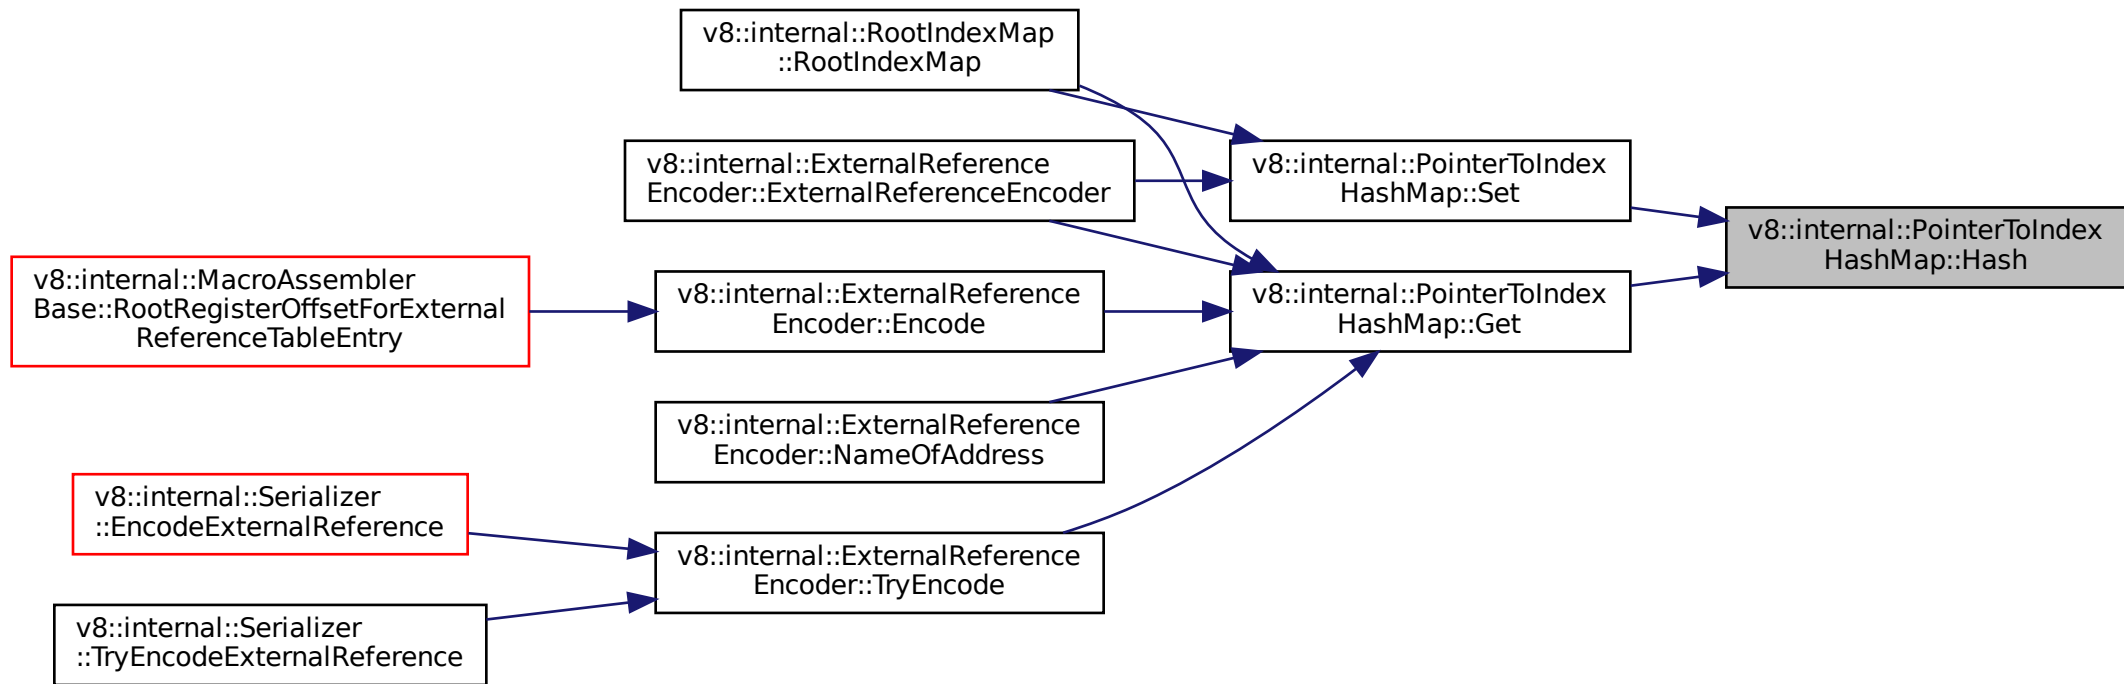 v8::internal::RootIndexMap
::RootIndexMap
v8::internal::ExternalReference
Encoder::ExternalReferenceEncoder
v8::internal::PointerToIndex
HashMap::Set
v8::internal::PointerToIndex
HashMap::Hash
v8::internal::MacroAssembler
Base::RootRegisterOffsetForExternal
ReferenceTableEntry
v8::internal::ExternalReference
Encoder::Encode
v8::internal::PointerToIndex
HashMap::Get
v8::internal::ExternalReference
Encoder::NameOfAddress
v8::internal::Serializer
::EncodeExternalReference
v8::internal::ExternalReference
Encoder::TryEncode
v8::internal::Serializer
::TryEncodeExternalReference